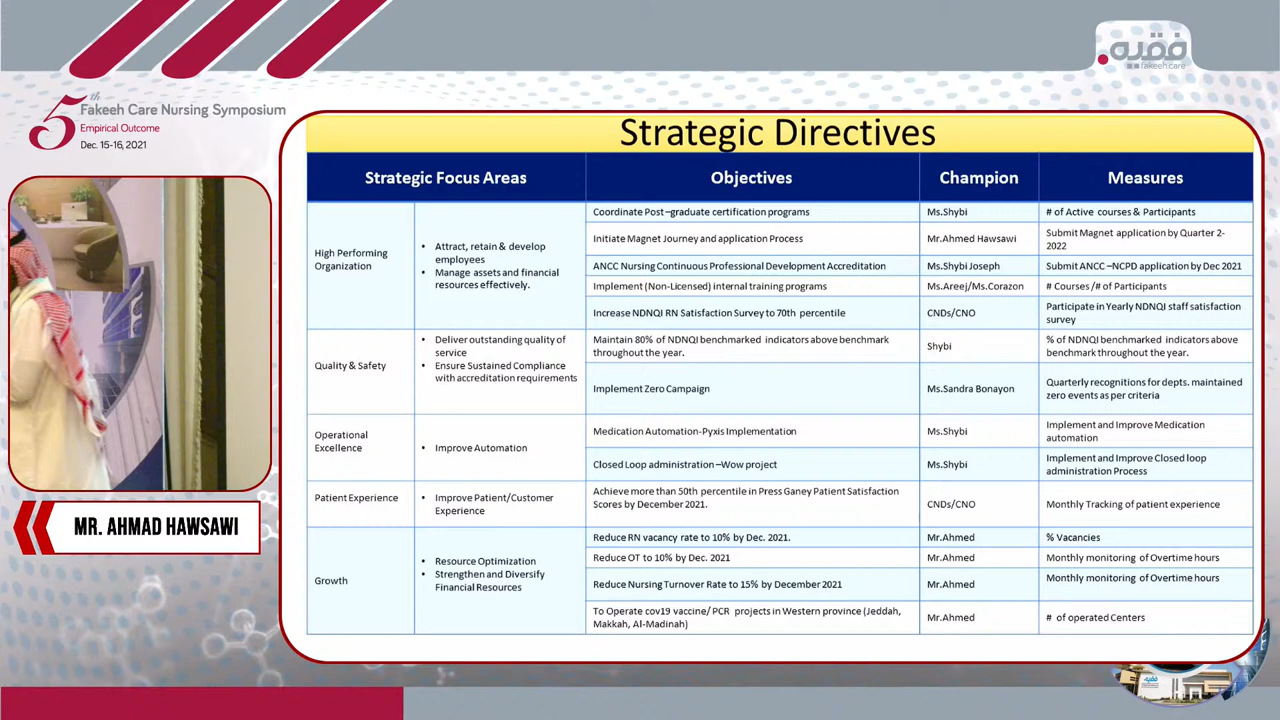 فقيه
fakeeh care
5th
Fakeeh Care Nursing Symposium
Empirical Outcome
Dec. 15-16, 2021
MR. AHMAD HAWSAWI
Strategic Directives
Strategic Focus Areas
Objectives
Champion
Measures
High Performing
Organization
• Attract, retain & develop
employees
• Manage assets and financial
resources effectively.
Coordinate Post–graduate certification programs
Ms.Shybi
# of Active courses & Participants
Initiate Magnet Journey and application Process
Mr.Ahmed Hawsawi
Submit Magnet application by Quarter 2-
2022
ANCC Nursing Continuous Professional Development Accreditation
Ms.Shybi Joseph
Submit ANCC –NCPD application by Dec 2021
Implement (Non-Licensed) internal training programs
Ms.Areej/Ms.Corazon
# Courses /# of Participants
Increase NDNQI RN Satisfaction Survey to 70th percentile
CNDs/CNO
Participate in Yearly NDNQI staff satisfaction
survey
Quality & Safety
• Deliver outstanding quality of
service
• Ensure Sustained Compliance
with accreditation requirements
Maintain 80% of NDNQI benchmarked indicators above benchmark
throughout the year.
Shybi
% of NDNQI benchmarked indicators above
benchmark throughout the year.
Implement Zero Campaign
Ms.Sandra Bonayon
Quarterly recognitions for depts. maintained
zero events as per criteria
Operational
Excellence
• Improve Automation
Medication Automation-Pyxis Implementation
Ms.Shybi
Implement and Improve Medication
automation
Closed Loop administration –Wow project
Ms.Shybi
Implement and Improve Closed loop
administration Process
Patient Experience
• Improve Patient/Customer
Experience
Achieve more than 50th percentile in Press Ganey Patient Satisfaction
Scores by December 2021.
CNDs/CNO
Monthly Tracking of patient experience
Growth
• Resource Optimization
• Strengthen and Diversify
Financial Resources
Reduce RN vacancy rate to 10% by Dec. 2021.
Mr.Ahmed
% Vacancies
Reduce OT to 10% by Dec. 2021
Mr.Ahmed
Monthly monitoring of Overtime hours
Reduce Nursing Turnover Rate to 15% by December 2021
Mr.Ahmed
Monthly monitoring of Overtime hours
To Operate cov19 vaccine/ PCR projects in Western province (Jeddah,
Makkah, Al-Madinah)
Mr.Ahmed
# of operated Centers
فقيه